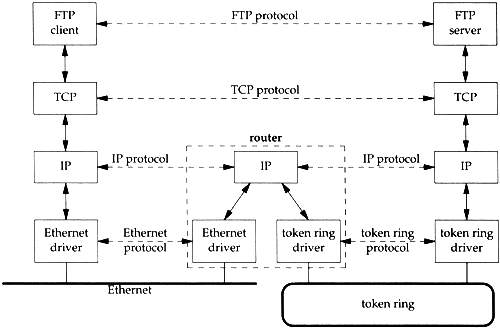 FTP client
FTP protocol
FTP server
TCP
TCP protocol
TCP
router
IP
IP protocol
IP
IP protocol
IP
Ethernet driver
Ethernet protocol
Ethernet driver
token ring driver
token ring protocol
token ring driver
Ethernet
token ring